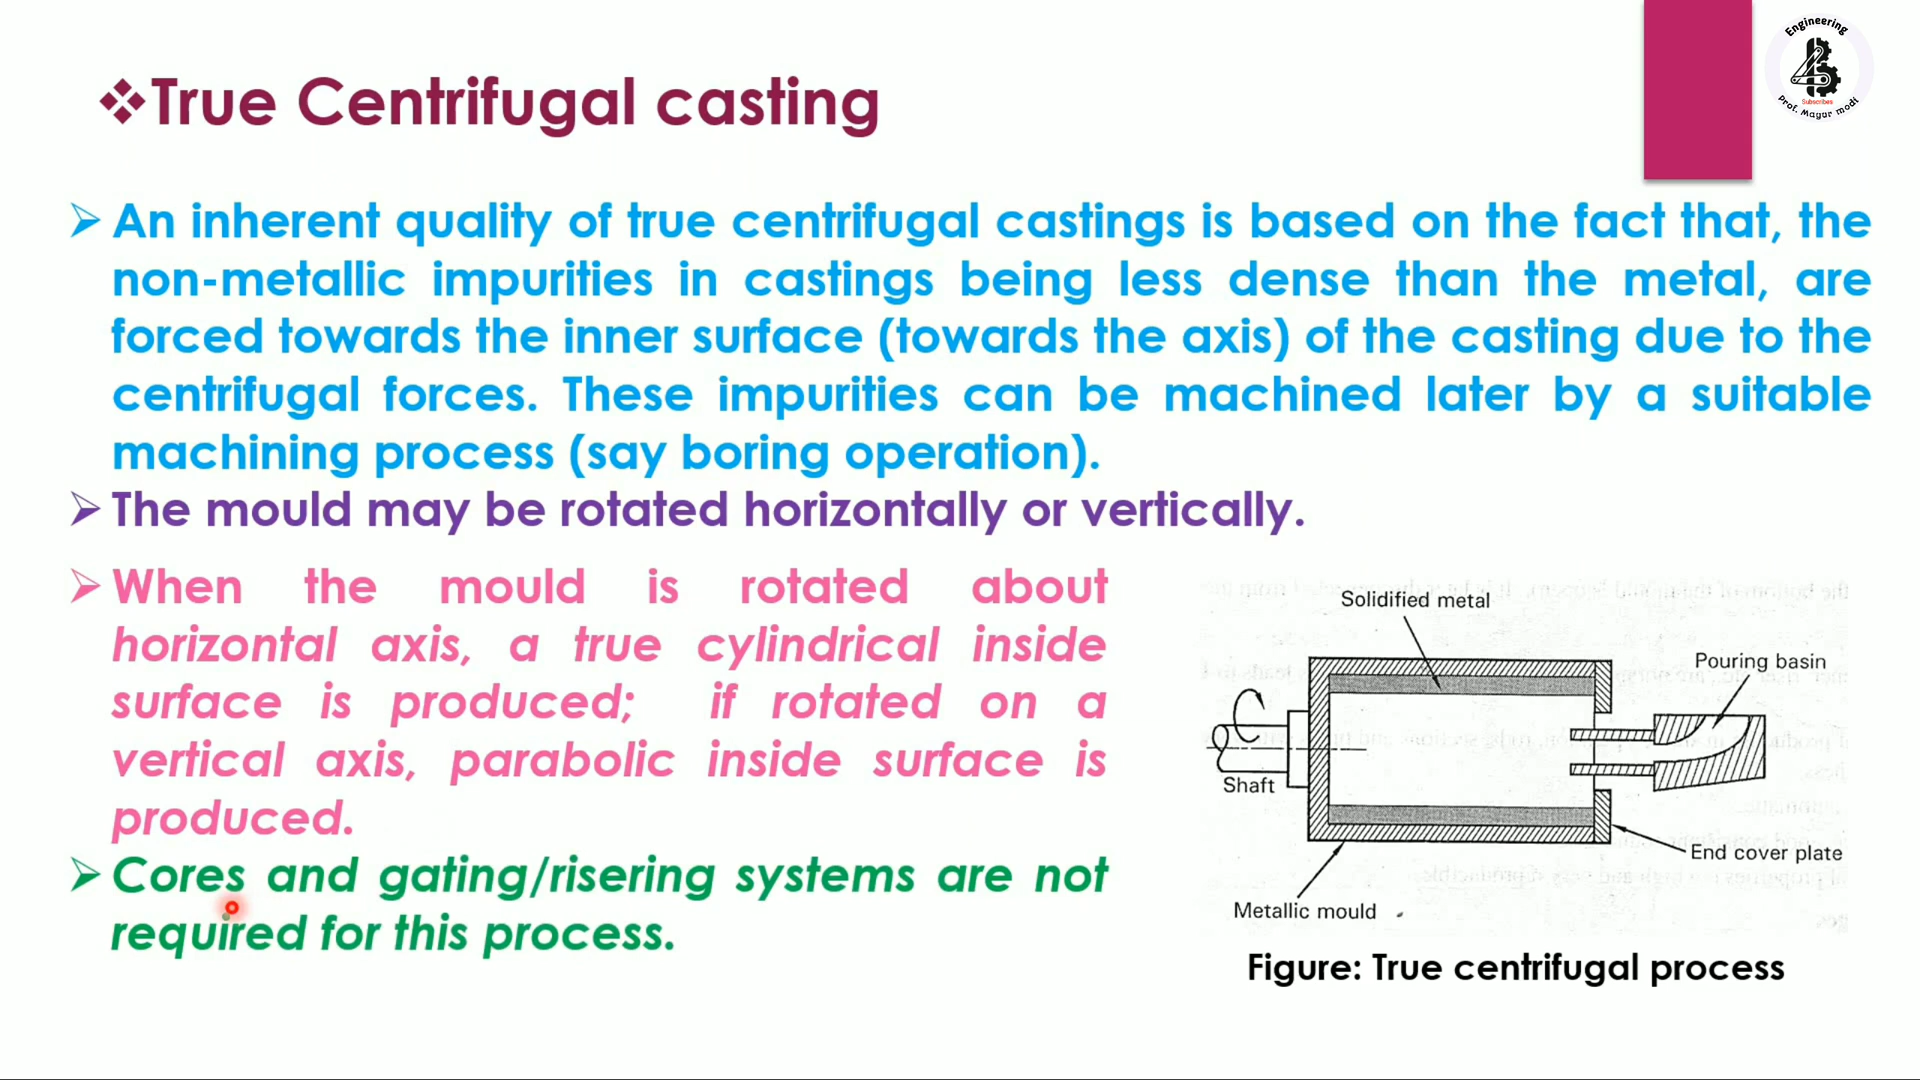 Engineering
Subscribes
Prof. Mayur modi
❖True Centrifugal casting
➢ An inherent quality of true centrifugal castings is based on the fact that, the
non-metallic impurities in castings being less dense than the metal, are
forced towards the inner surface (towards the axis) of the casting due to the
centrifugal forces. These impurities can be machined later by a suitable
machining process (say boring operation).
➢ The mould may be rotated horizontally or vertically.
➢ When the mould is rotated about
horizontal axis, a true cylindrical inside
surface is produced; if rotated on a
vertical axis, parabolic inside surface is
produced.
➢ Cores and gating/risering systems are not
required for this process.
Solidified metal
Pouring basin
Shaft
End cover plate
Metallic mould
Figure: True centrifugal process